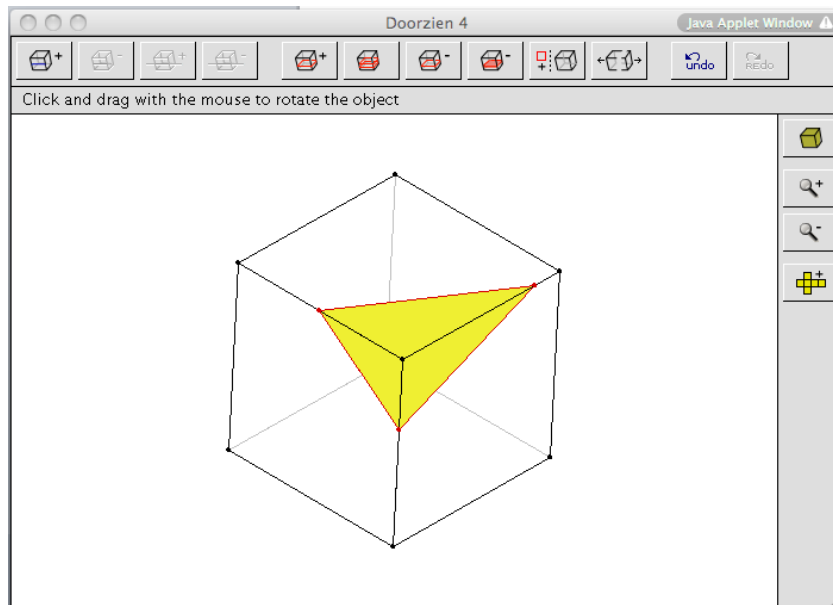 Doorzien 4
Java Applet Window
undo
REDo
Click and drag with the mouse to rotate the object